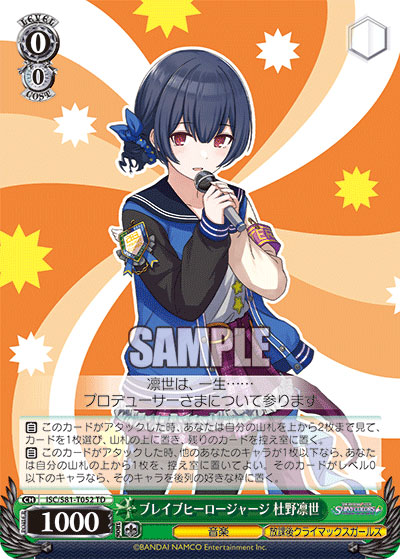 LEVEL
0
0
COST
SAMPLE
凛世は、一生……
プロデューサーさまについて参ります
自 このカードがアタックした時、あなたは自分の山札を上から2枚まで見て、
カードを1枚選び、山札の上に置き、残りのカードを控え室に置く。
自 このカードがアタックした時、他のあなたのキャラが1枚以下なら、あなた
は自分の山札の上から1枚を、控え室に置いてよい。そのカードがレベル0
以下のキャラなら、そのキャラを後列の好きな枠に置く。
CH ISC/S81-T052 TD
POWER 1000
ブレイブヒーロージャージ 杜野凛世
THE IDOLM@STER SHINY COLORS
音楽 放課後クライマックスガールズ
©BANDAI NAMCO Entertainment Inc.